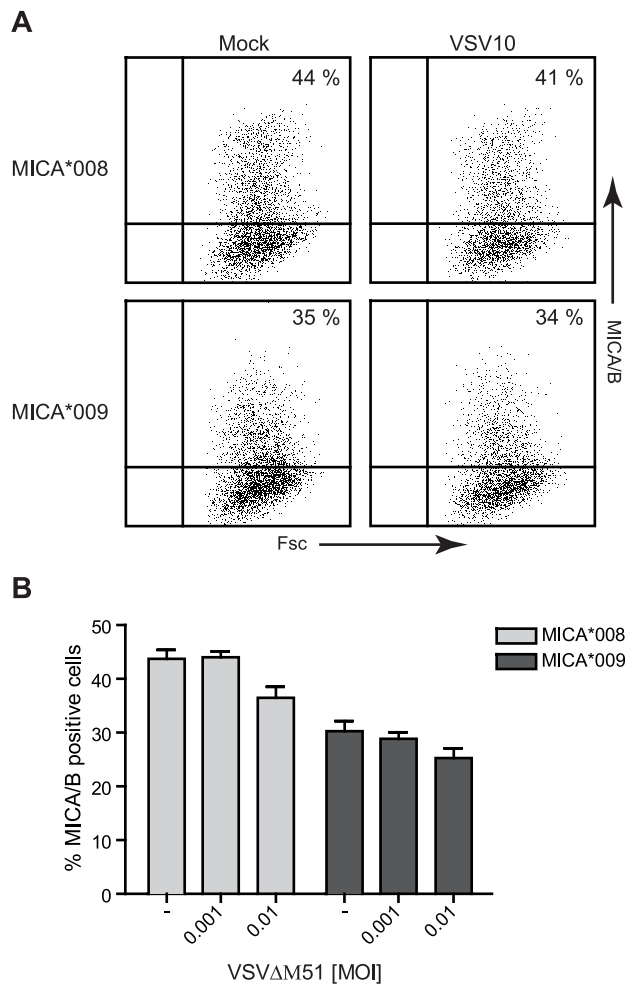 A
Mock
VSV10
MICA*008
44 %
41 %
MICA*009
35 %
34 %
MICA/B
Fsc
B
% MICA/B positive cells
50
40
30
20
10
0
-
0.001
0.01
-
0.001
0.01
VSVΔM51 [MOI]
MICA*008
MICA*009